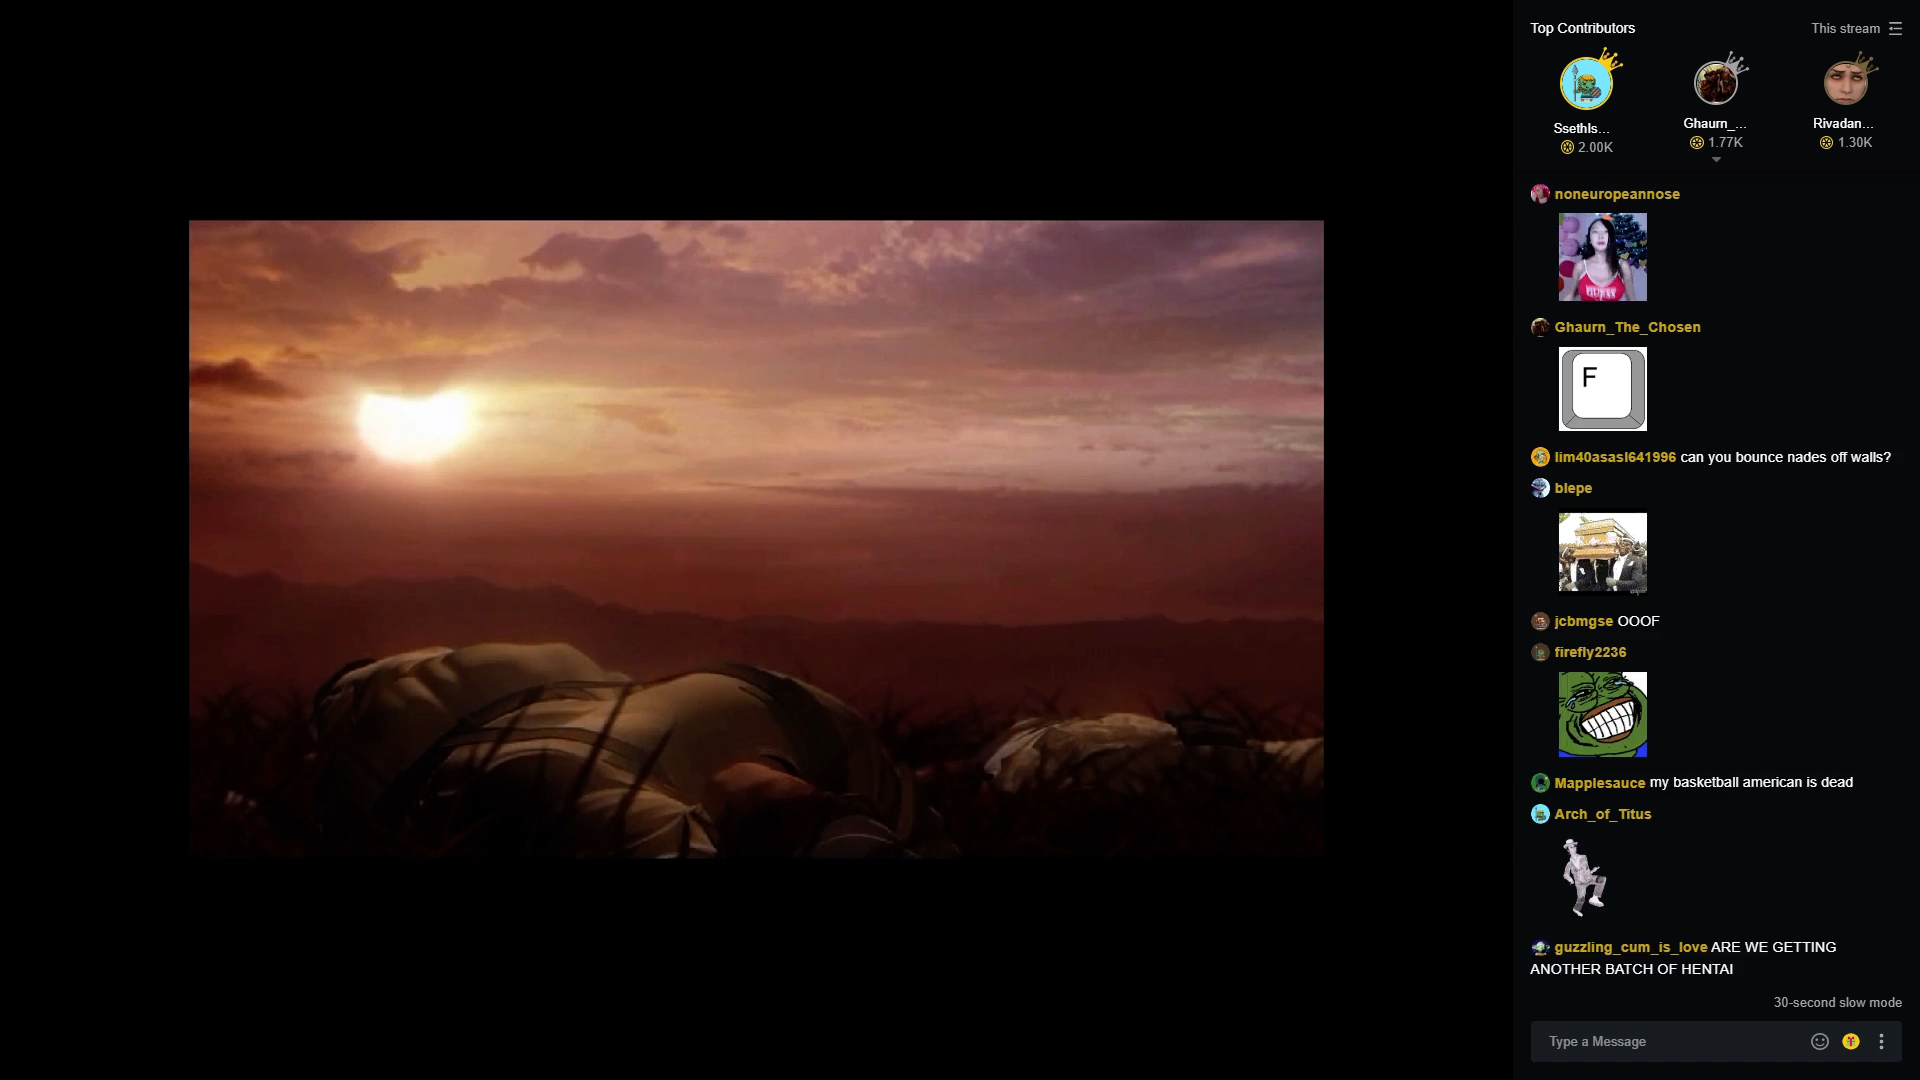 Top Contributors
This stream
SsethIs...
2.00K
Ghaurn_...
1.77K
Rivadan...
1.30K
noneuropeannose
Ghaurn_The_Chosen
F
lim40asasl641996 can you bounce nades off walls?
blepe
jcbmgse OOOF
firefly2236
Mapplesauce my basketball american is dead
Arch_of_Titus
guzzling_cum_is_love ARE WE GETTING
ANOTHER BATCH OF HENTAI
30-second slow mode
Type a Message